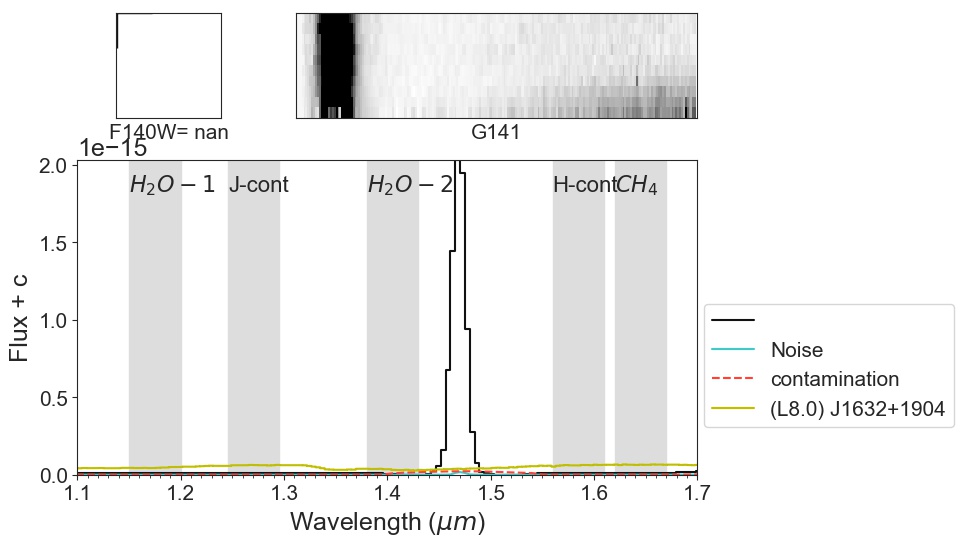 F140W= nan
G141
1e−15
2.0
1.5
1.0
0.5
0.0
Flux + c
H₂O − 1
J-cont
H₂O − 2
H-cont
CH₄
1.1
1.2
1.3
1.4
1.5
1.6
1.7
Wavelength (μm)
Noise
contamination
(L8.0) J1632+1904